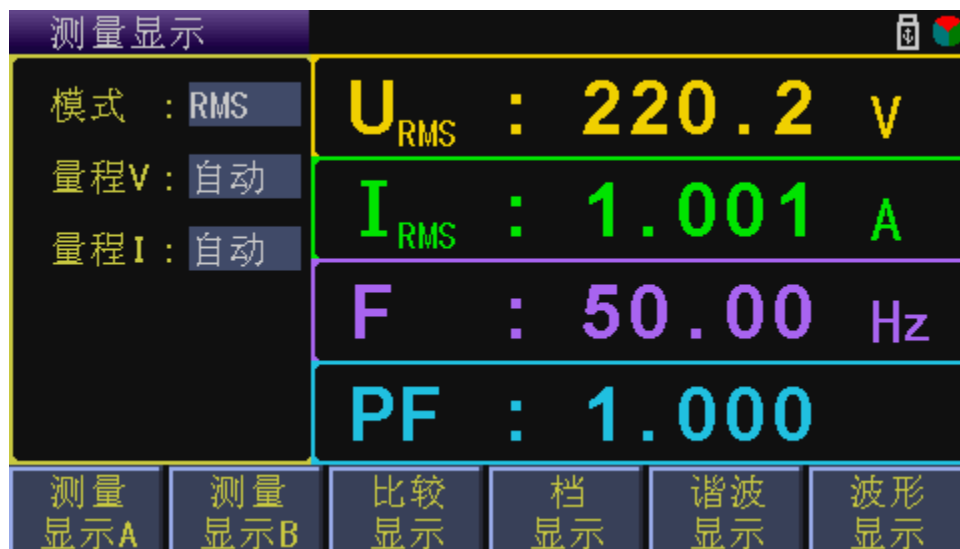 测量显示
模式 : RMS
量程V : 自动
量程I : 自动
URMS : 220.2 V
IRMS : 1.001 A
F : 50.00 Hz
PF : 1.000
测量显示A
测量显示B
比较显示
档显示
谐波显示
波形显示